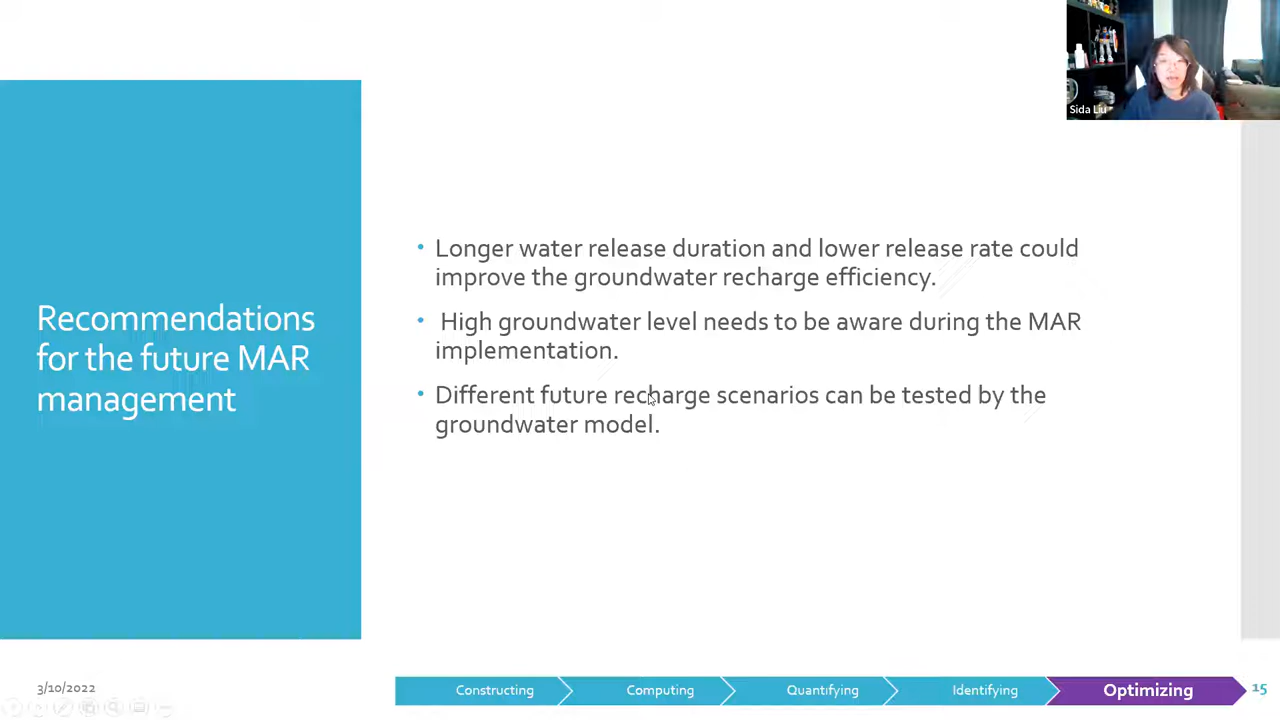 Sida Liu
Recommendations
for the future MAR
management
• Longer water release duration and lower release rate could
improve the groundwater recharge efficiency.
• High groundwater level needs to be aware during the MAR
implementation.
• Different future recharge scenarios can be tested by the
groundwater model.
3/10/2022
Constructing
Computing
Quantifying
Identifying
Optimizing
15